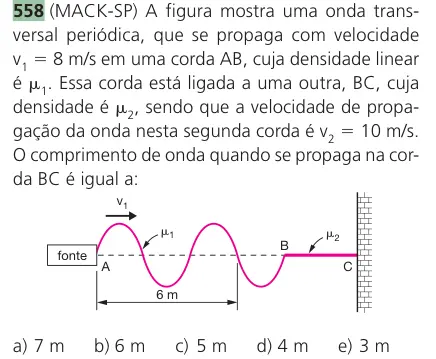 558 (MACK-SP) A figura mostra uma onda trans-
versal periódica, que se propaga com velocidade
v₁ = 8 m/s em uma corda AB, cuja densidade linear
é μ₁. Essa corda está ligada a uma outra, BC, cuja
densidade é μ₂, sendo que a velocidade de propa-
gação da onda nesta segunda corda é v₂ = 10 m/s.
O comprimento de onda quando se propaga na cor-
da BC é igual a:
v₁
μ₁
μ₂
B
fonte
A
C
6 m
a) 7 m b) 6 m c) 5 m d) 4 m e) 3 m